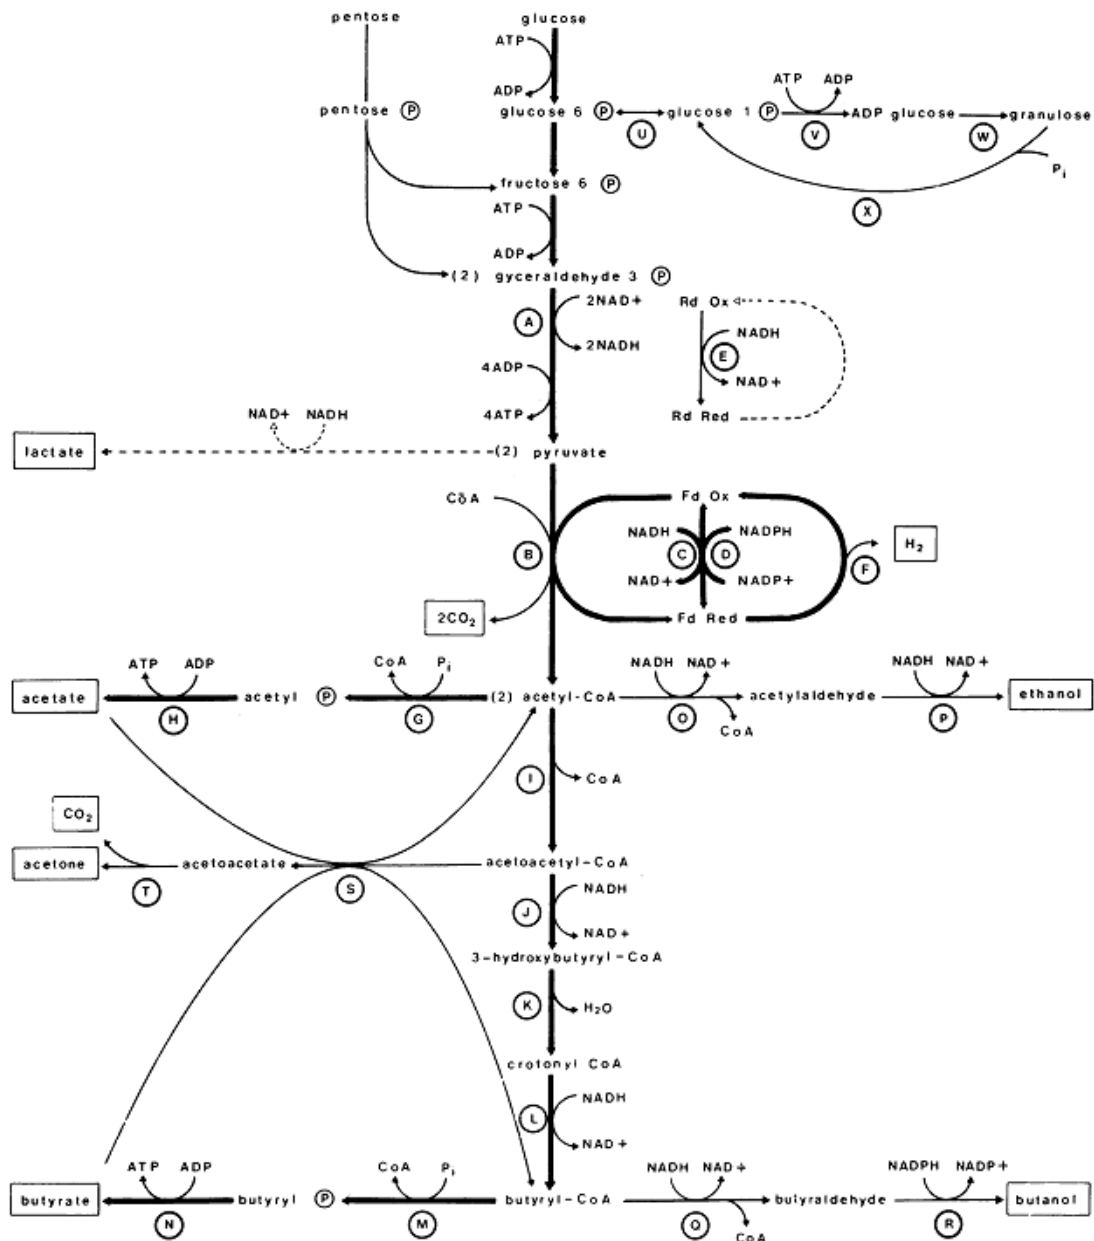 pentose glucose
ATP
ADP
ATP ADP
pentose P glucose 6 P glucose 1 P ADP glucose granulose
U V W
Pi
fructose 6 P
X
ATP
ADP
(2) gyceraldehyde 3 P
2NAD+ Rd Ox
A NADH
2NADH E
4ADP NAD+
4ATP Rd Red
NAD+ NADH
lactate (2) pyruvate
CδA Fd Ox
NADH NADPH
B C D F H2
NAD+ NADP+
2CO2 Fd Red
ATP ADP CoA Pi NADH NAD+ NADH NAD+
acetate acetyl P (2) acetyl-CoA acetylaldehyde ethanol
H G O P
CoA
I CoA
CO2
acetone acetoacetate acetoacetyl-CoA
T S
NADH
J
NAD+
3-hydroxybutyryl-CoA
K H2O
crotonyl CoA
NADH
L
NAD+
ATP ADP CoA Pi NADH NAD+ NADPH NADP+
butyrate butyryl P butyryl-CoA butyraldehyde butanol
N M Q R
CoA